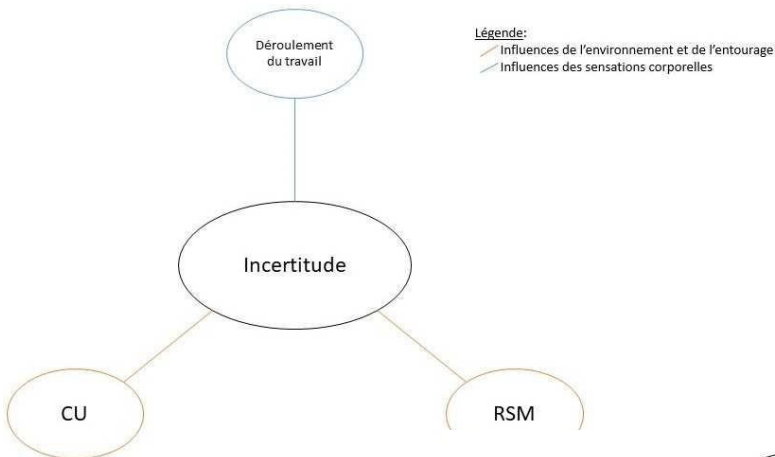 Déroulement
du travail
Légende:
Influences de l'environnement et de l'entourage
Influences des sensations corporelles
Incertitude
CU
RSM